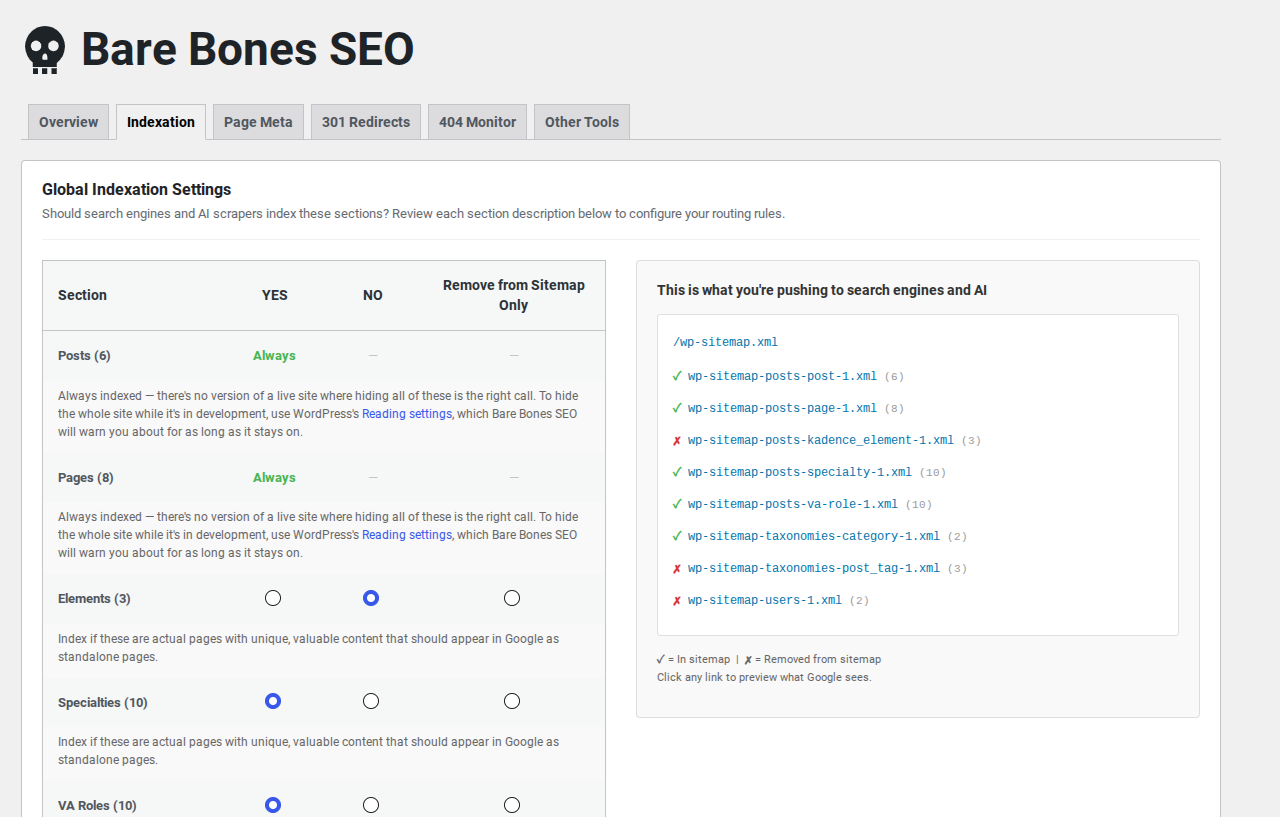 Bare Bones SEO
Overview
Indexation
Page Meta
301 Redirects
404 Monitor
Other Tools
Global Indexation Settings
Should search engines and AI scrapers index these sections? Review each section description below to configure your routing rules.
Section YES NO Remove from Sitemap Only
Posts (6) Always — —
Always indexed — there's no version of a live site where hiding all of these is the right call. To hide
the whole site while it's in development, use WordPress's Reading settings, which Bare Bones SEO
will warn you about for as long as it stays on.
Pages (8) Always — —
Always indexed — there's no version of a live site where hiding all of these is the right call. To hide
the whole site while it's in development, use WordPress's Reading settings, which Bare Bones SEO
will warn you about for as long as it stays on.
Elements (3)
Index if these are actual pages with unique, valuable content that should appear in Google as
standalone pages.
Specialties (10)
Index if these are actual pages with unique, valuable content that should appear in Google as
standalone pages.
VA Roles (10)
This is what you're pushing to search engines and AI
/wp-sitemap.xml
✓ wp-sitemap-posts-post-1.xml (6)
✓ wp-sitemap-posts-page-1.xml (8)
✗ wp-sitemap-posts-kadence_element-1.xml (3)
✓ wp-sitemap-posts-specialty-1.xml (10)
✓ wp-sitemap-posts-va-role-1.xml (10)
✓ wp-sitemap-taxonomies-category-1.xml (2)
✗ wp-sitemap-taxonomies-post_tag-1.xml (3)
✗ wp-sitemap-users-1.xml (2)
✓ = In sitemap | ✗ = Removed from sitemap
Click any link to preview what Google sees.